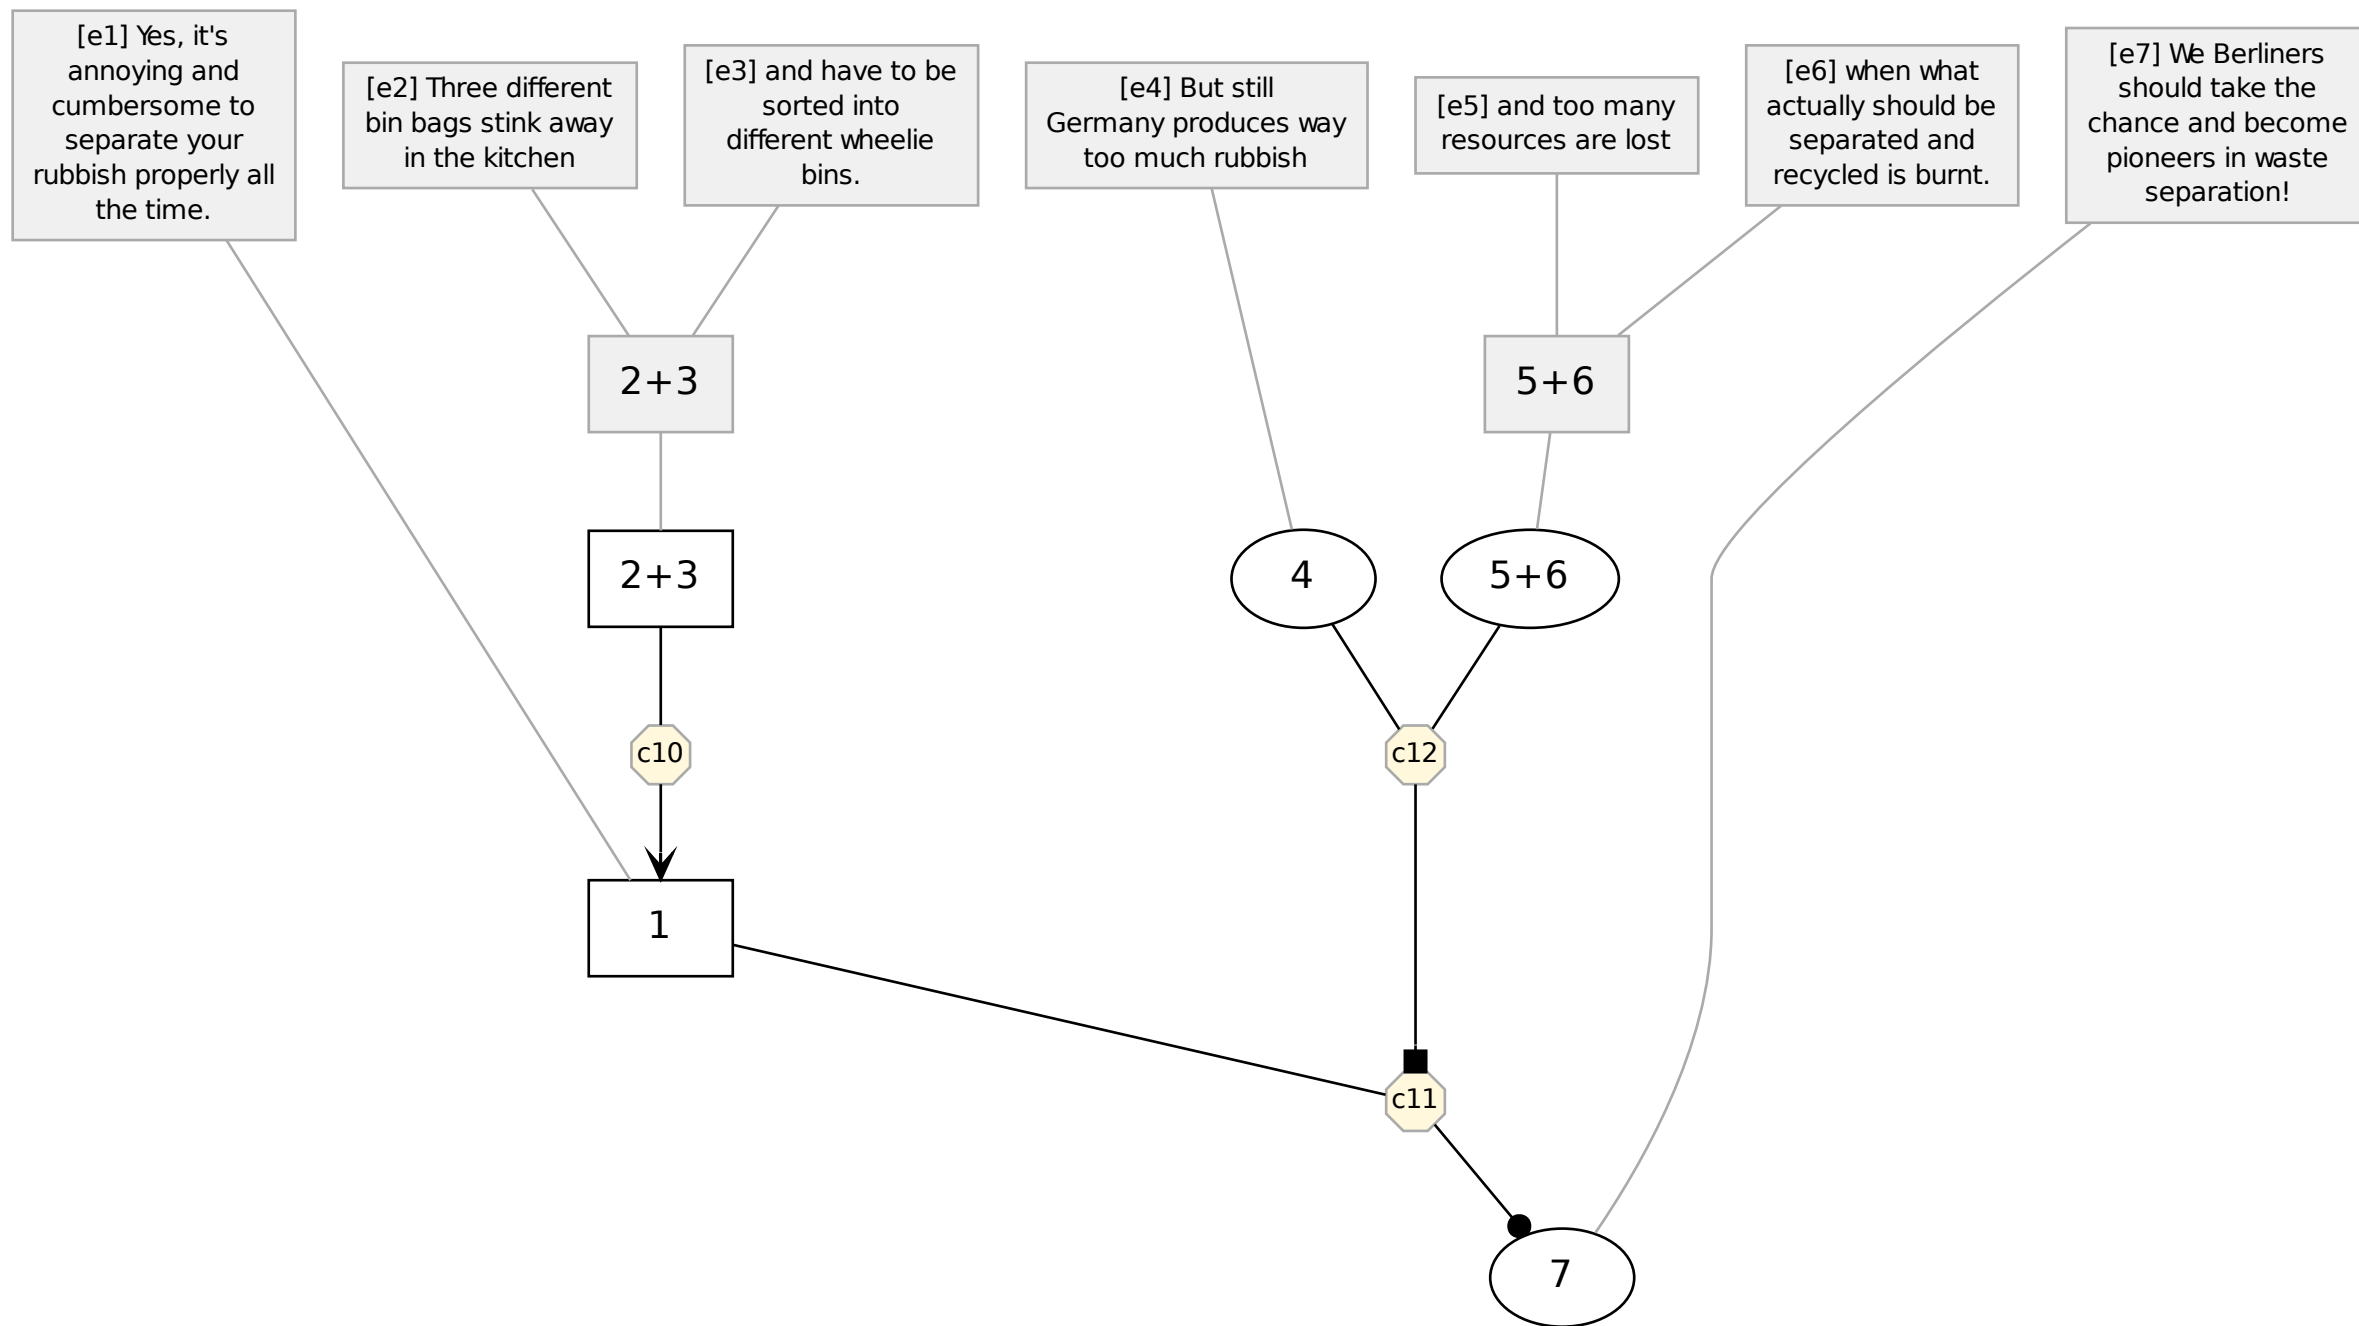 [e1] Yes, it's
annoying and
cumbersome to
separate your
rubbish properly all
the time.
[e2] Three different
bin bags stink away
in the kitchen
[e3] and have to be
sorted into
different wheelie
bins.
[e4] But still
Germany produces way
too much rubbish
[e5] and too many
resources are lost
[e6] when what
actually should be
separated and
recycled is burnt.
[e7] We Berliners
should take the
chance and become
pioneers in waste
separation!
2+3
5+6
2+3
4
5+6
c10
c12
1
c11
7